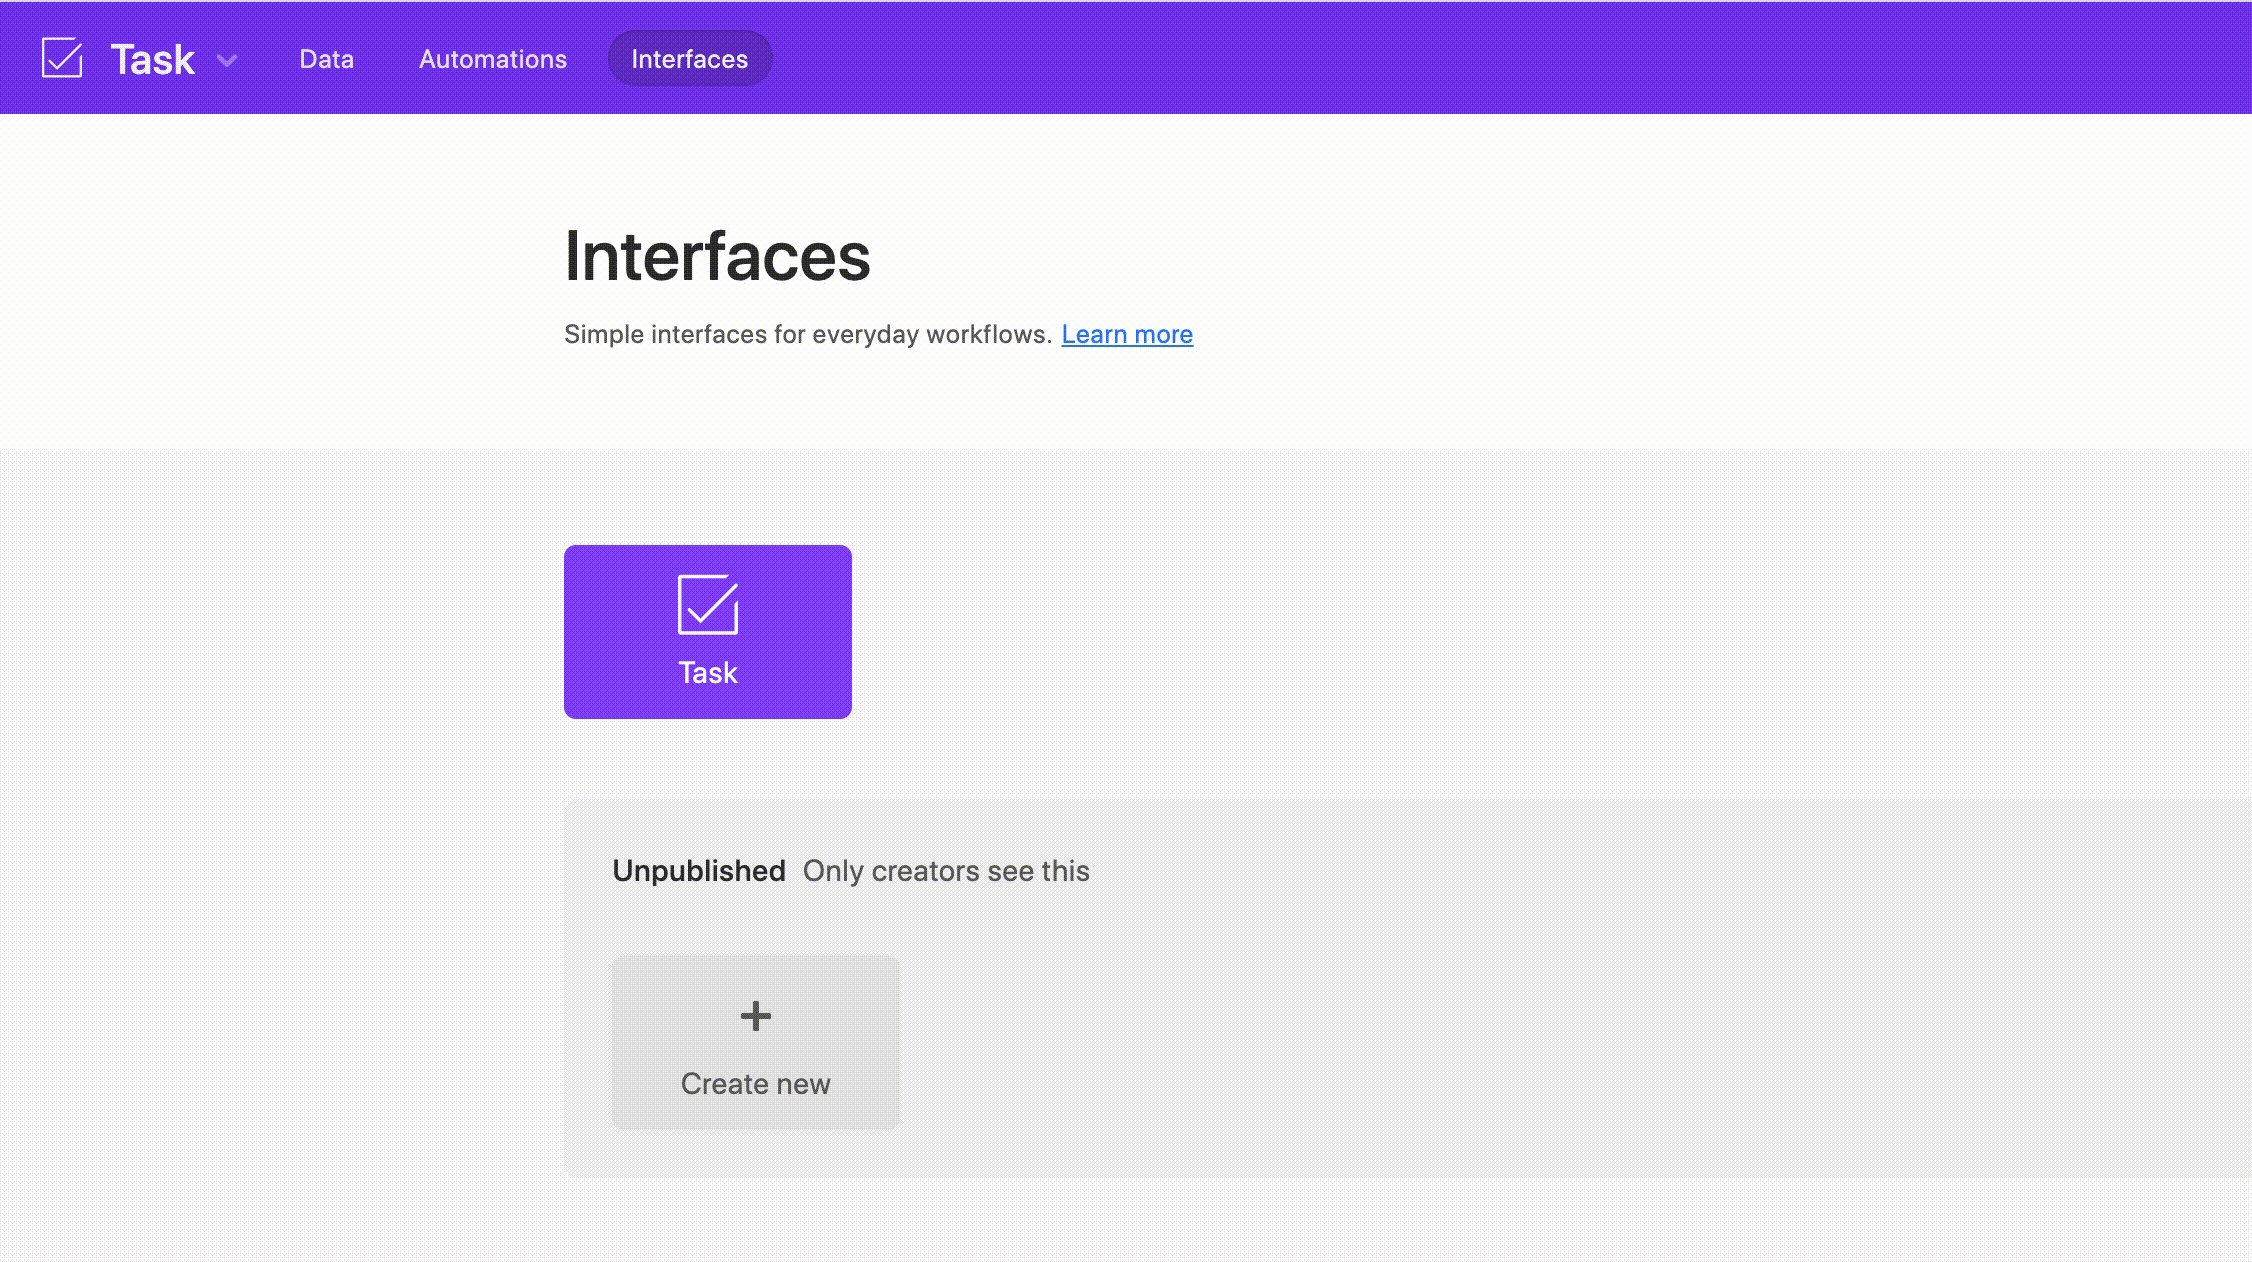 Task Data Automations Interfaces
Interfaces
Simple interfaces for everyday workflows. Learn more
Task
Unpublished Only creators see this
Create new